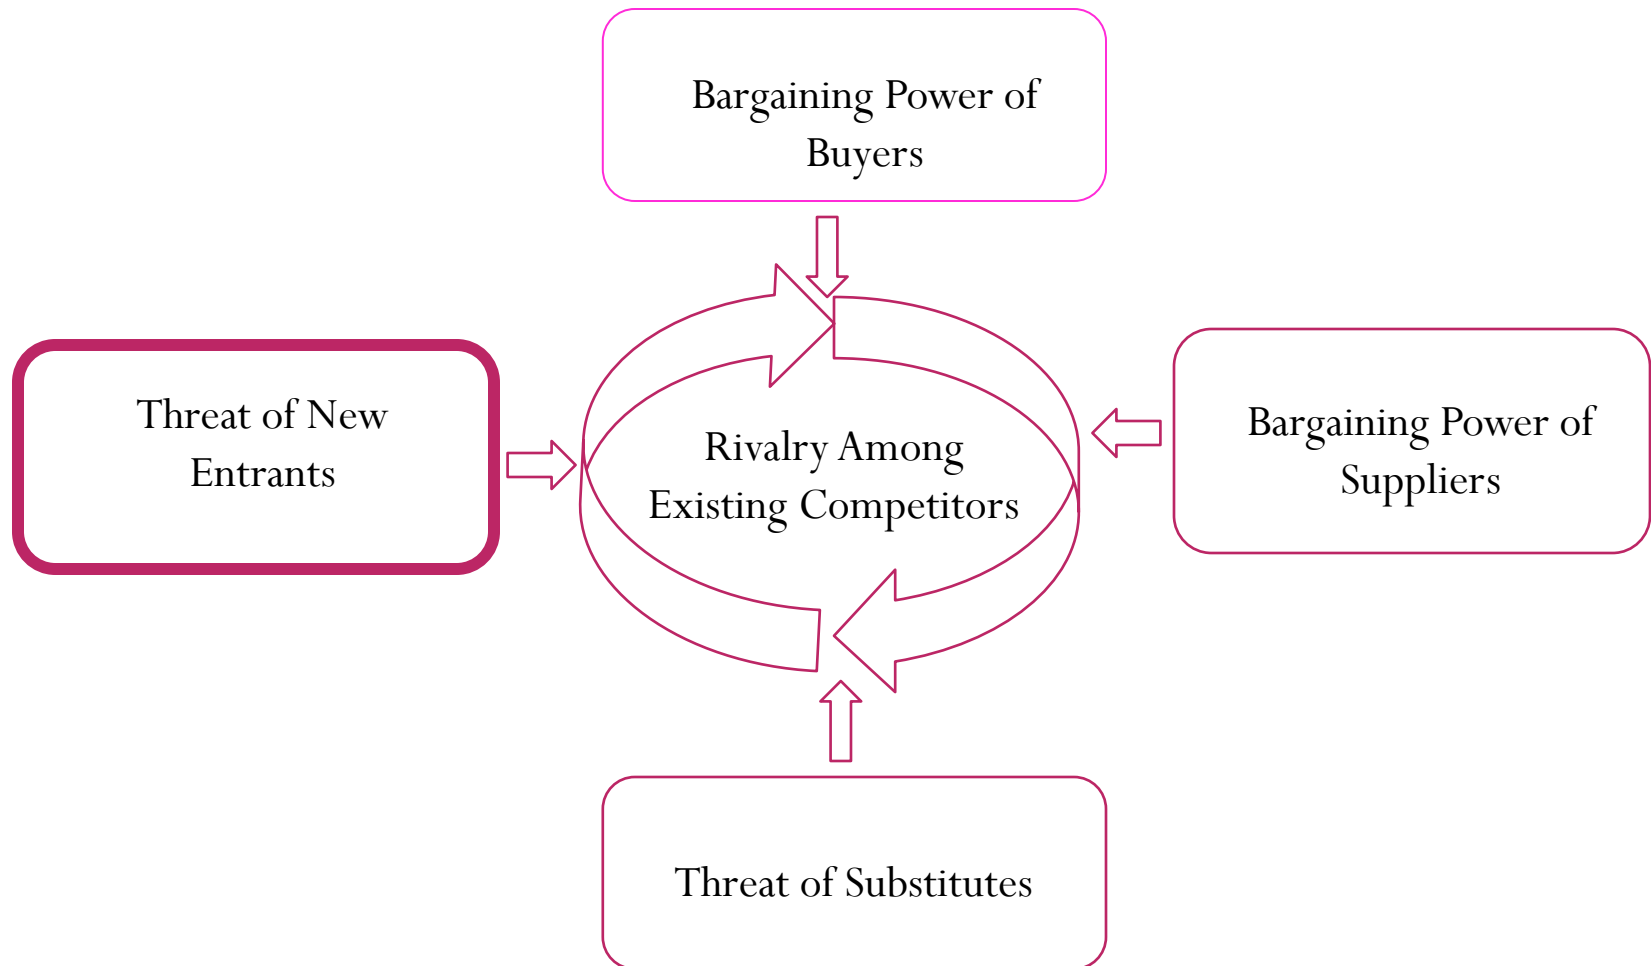 Bargaining Power of
Buyers
Threat of New
Entrants
Rivalry Among
Existing Competitors
Bargaining Power of
Suppliers
Threat of Substitutes